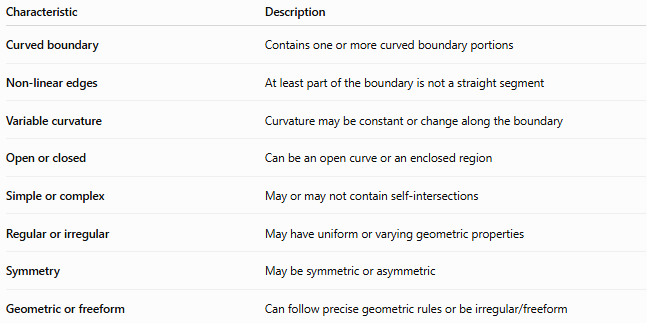 Characteristic Description
Curved boundary Contains one or more curved boundary portions
Non-linear edges At least part of the boundary is not a straight segment
Variable curvature Curvature may be constant or change along the boundary
Open or closed Can be an open curve or an enclosed region
Simple or complex May or may not contain self-intersections
Regular or irregular May have uniform or varying geometric properties
Symmetry May be symmetric or asymmetric
Geometric or freeform Can follow precise geometric rules or be irregular/freeform